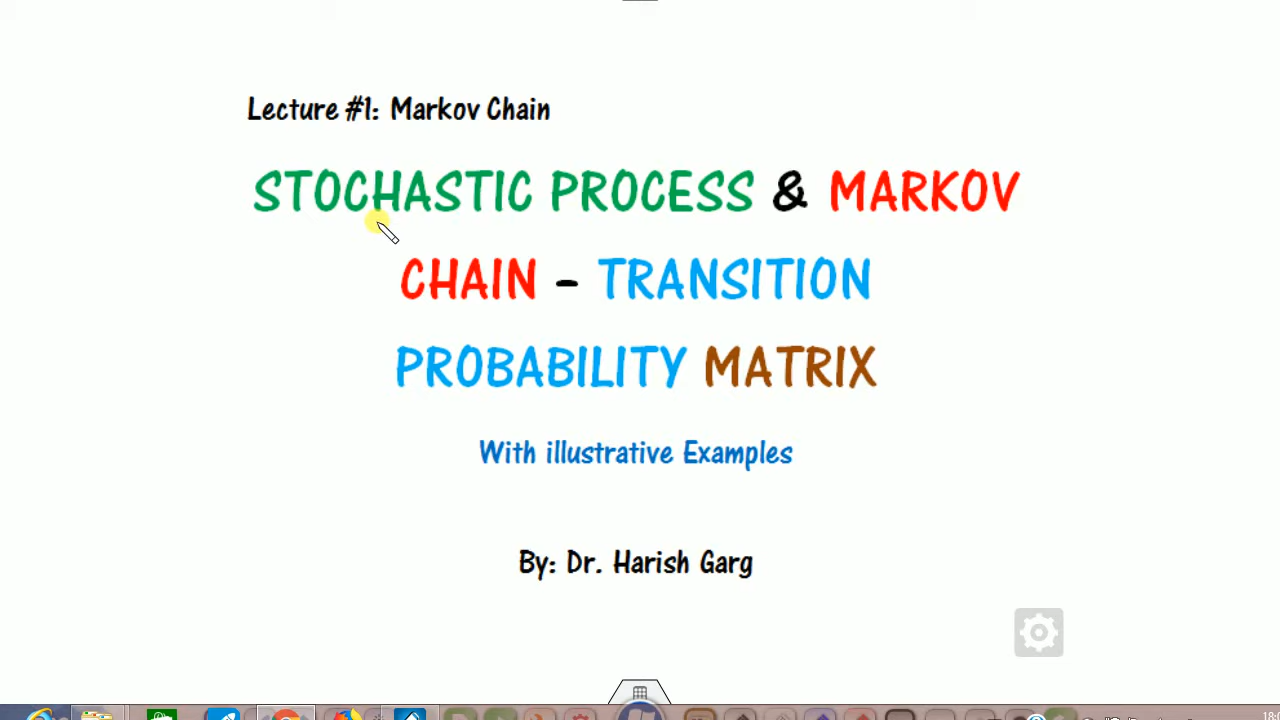 Lecture #1: Markov Chain
STOCHASTIC PROCESS & MARKOV
CHAIN – TRANSITION
PROBABILITY MATRIX
With illustrative Examples
By: Dr. Harish Garg